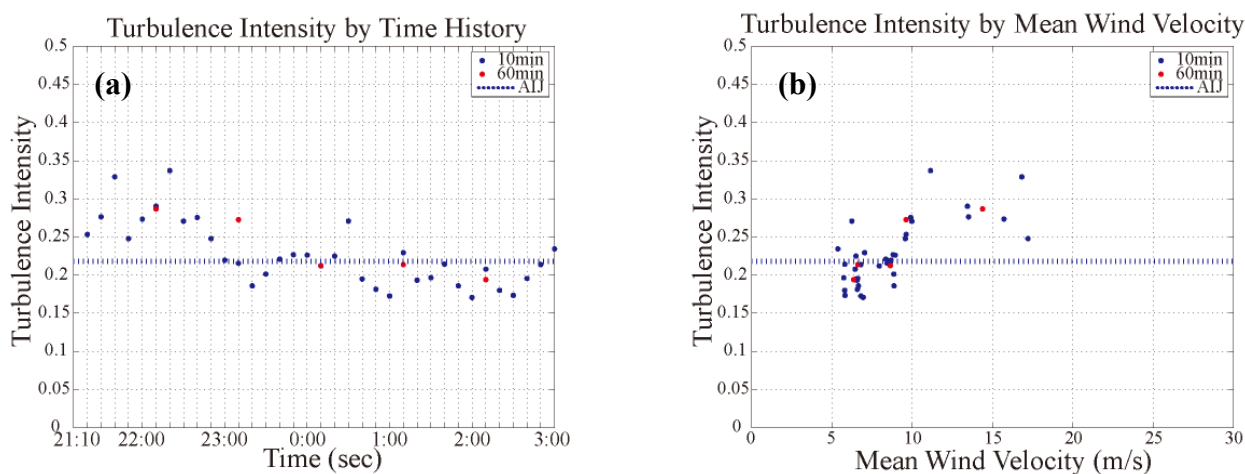 Turbulence Intensity by Time History
0.5
0.45
0.4
0.35
0.3
0.25
0.2
0.15
0.1
0.05
0
Turbulence Intensity
(a)
10min
60min
AIJ
21:10 22:00 23:00 0:00 1:00 2:00 3:00
Time (sec)
Turbulence Intensity by Mean Wind Velocity
0.5
0.45
0.4
0.35
0.3
0.25
0.2
0.15
0.1
0.05
0
Turbulence Intensity
(b)
10min
60min
AIJ
0 5 10 15 20 25 30
Mean Wind Velocity (m/s)